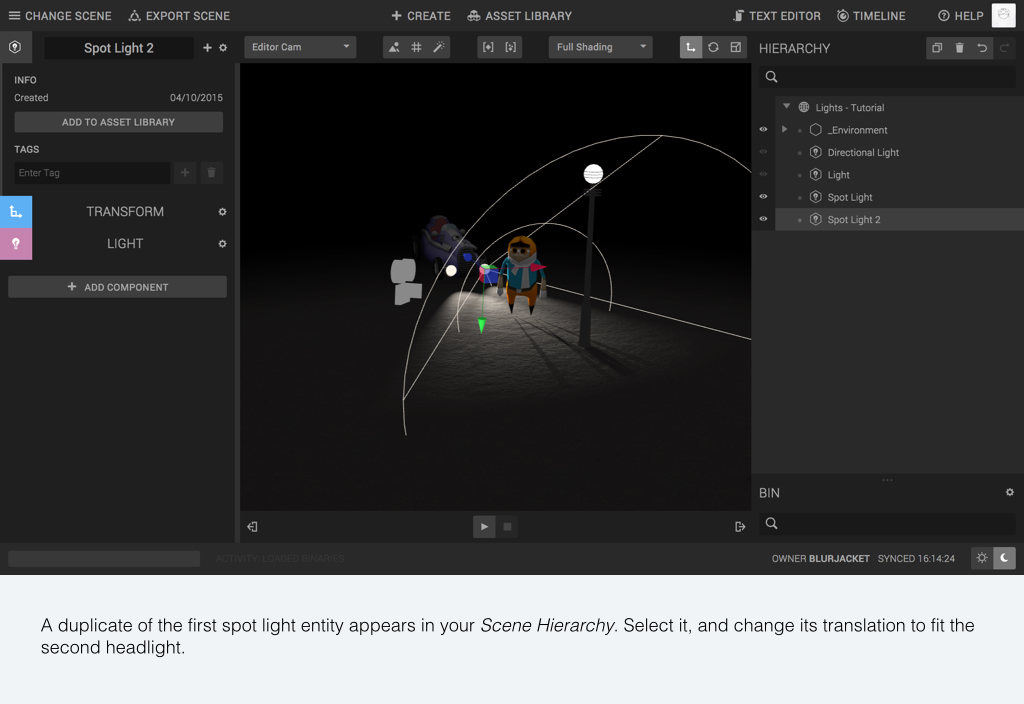 CHANGE SCENE EXPORT SCENE CREATE ASSET LIBRARY TEXT EDITOR TIMELINE HELP
Spot Light 2 Editor Cam Full Shading HIERARCHY
INFO
Created 04/10/2015
ADD TO ASSET LIBRARY
TAGS
Enter Tag
TRANSFORM
LIGHT
ADD COMPONENT
Lights - Tutorial
_Environment
Directional Light
Light
Spot Light
Spot Light 2
BIN
ACTIVITY: LOADED BINARIES
OWNER BLURJACKET SYNCED 16:14:24
A duplicate of the first spot light entity appears in your Scene Hierarchy. Select it, and change its translation to fit the
second headlight.